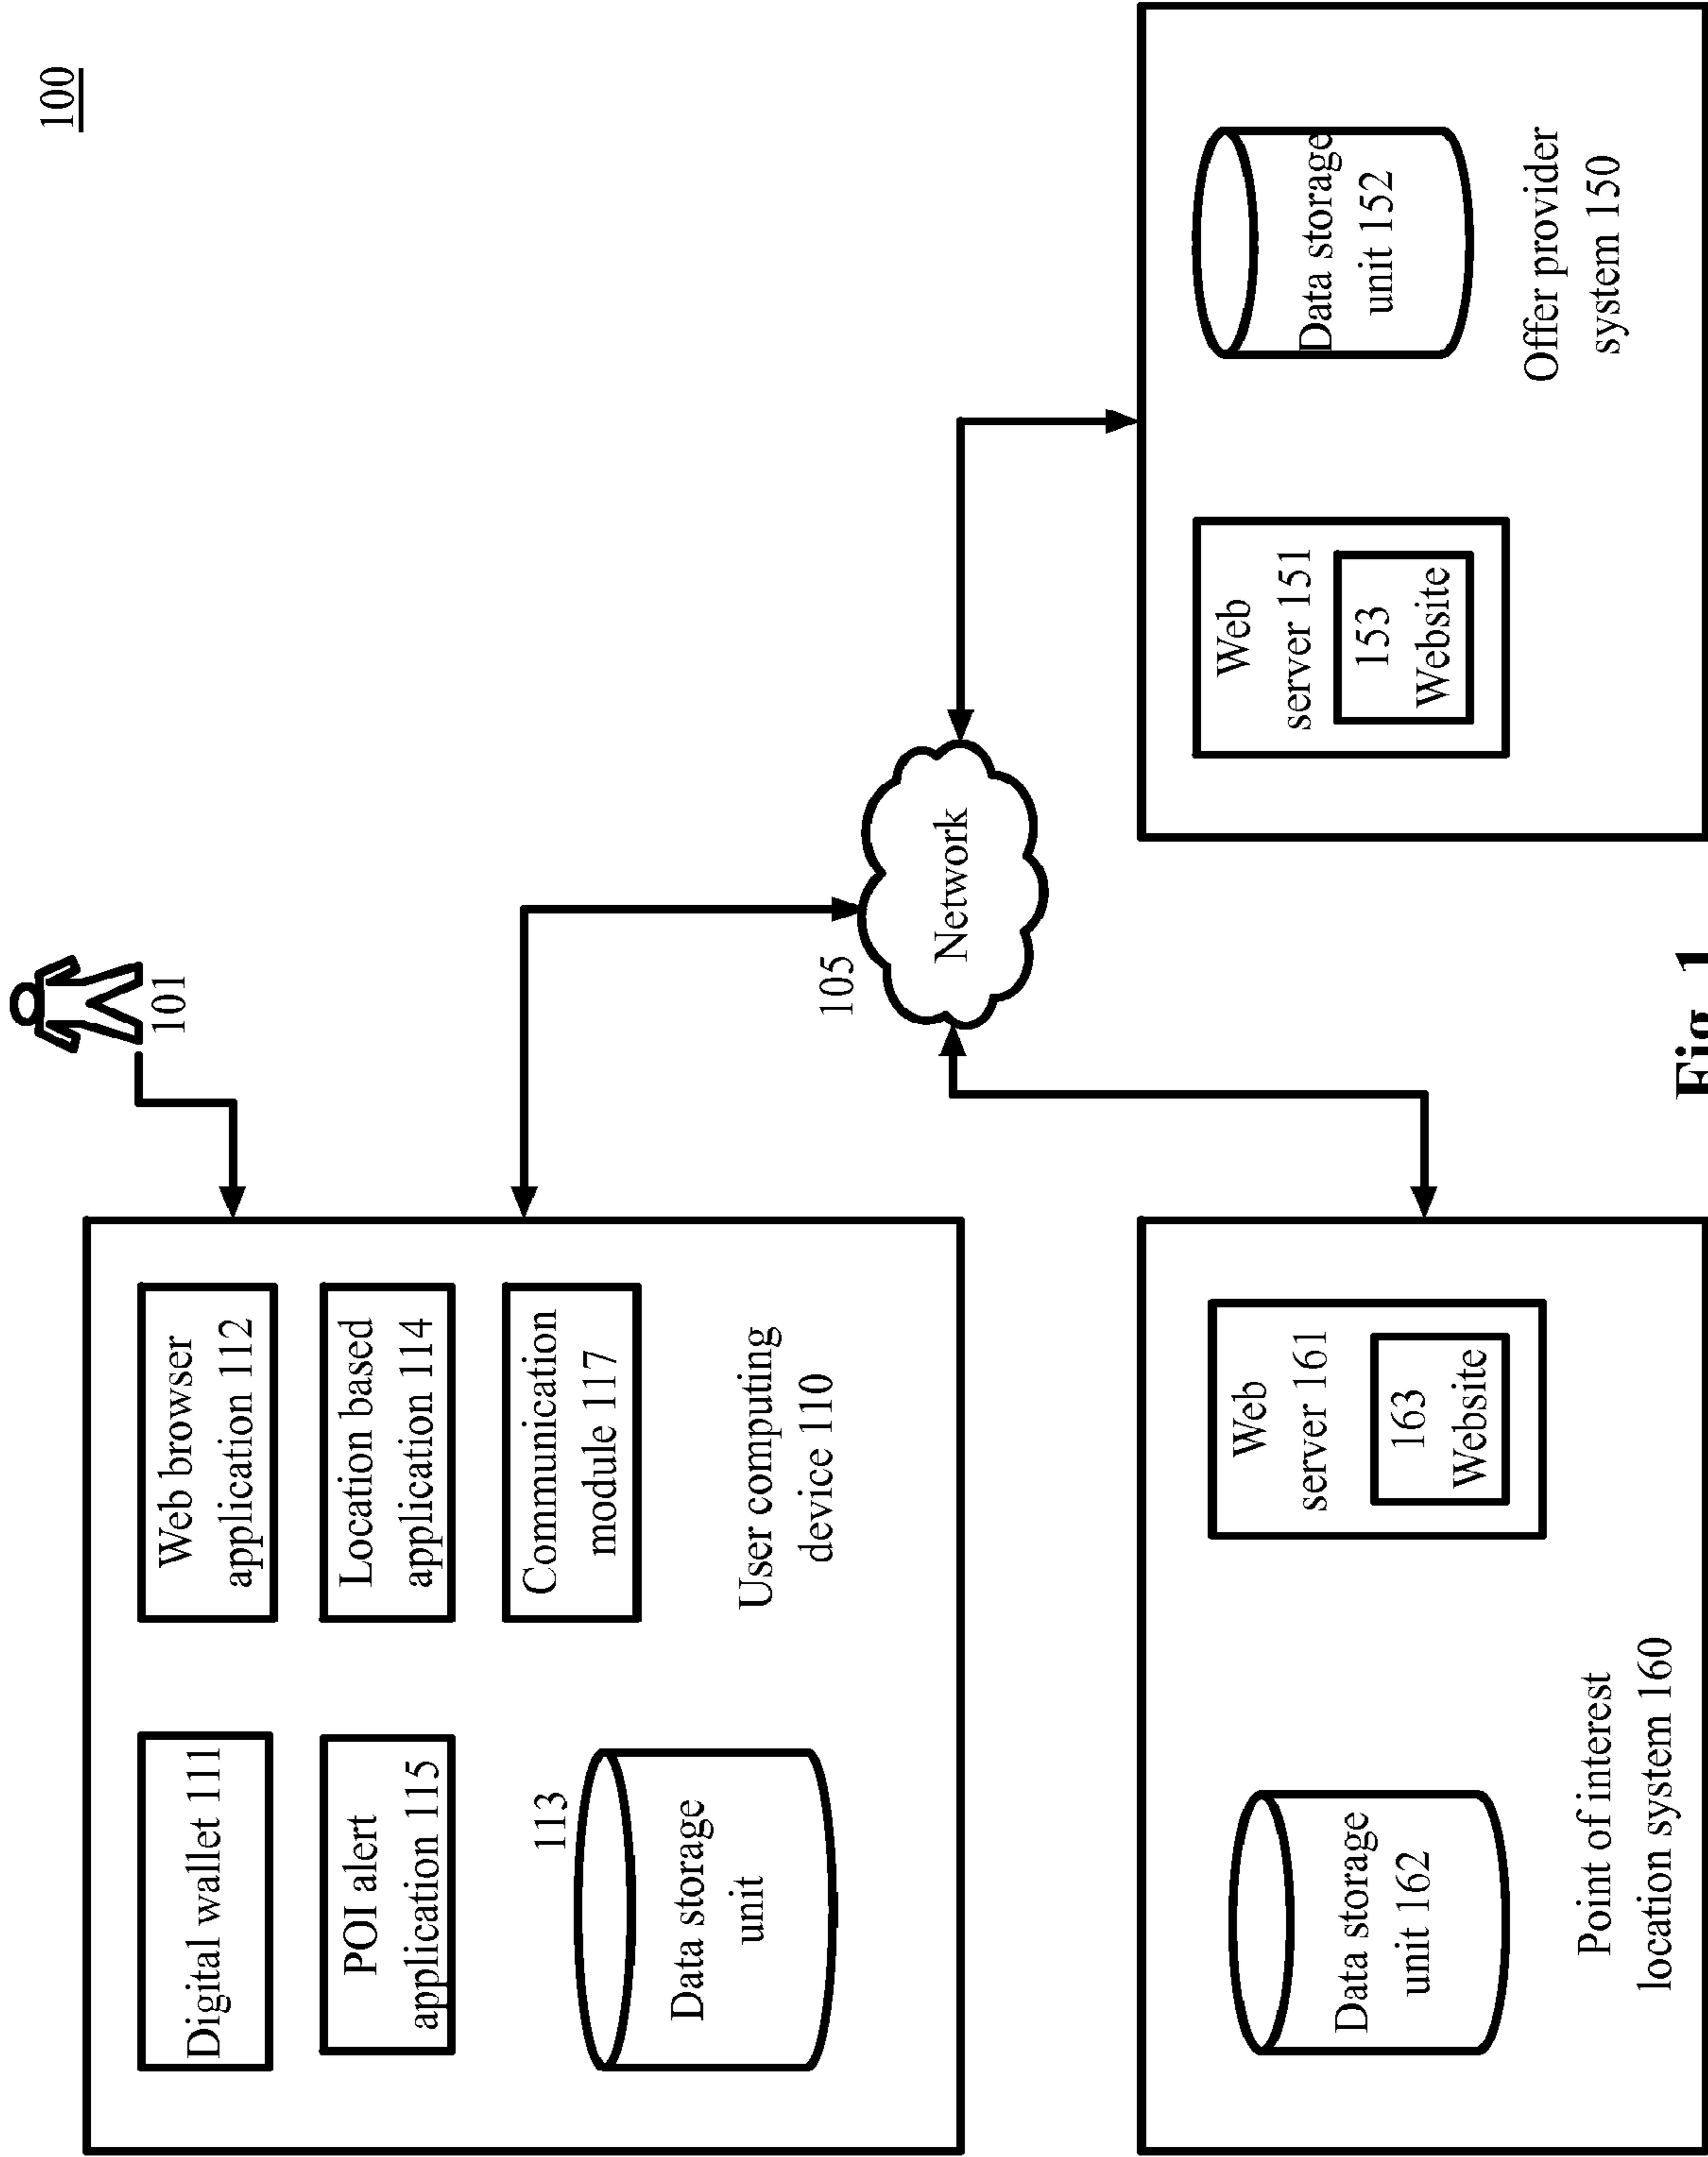 100
101
Digital wallet 111
Web browser
application 112
POI alert
application 115
Location based
application 114
113
Data storage
unit
Communication
module 117
User computing
device 110
105
Network
Data storage
unit 162
Web
server 161
163
Website
Point of interest
location system 160
Web
server 151
153
Website
Data storage
unit 152
Offer provider
system 150
Fig. 1